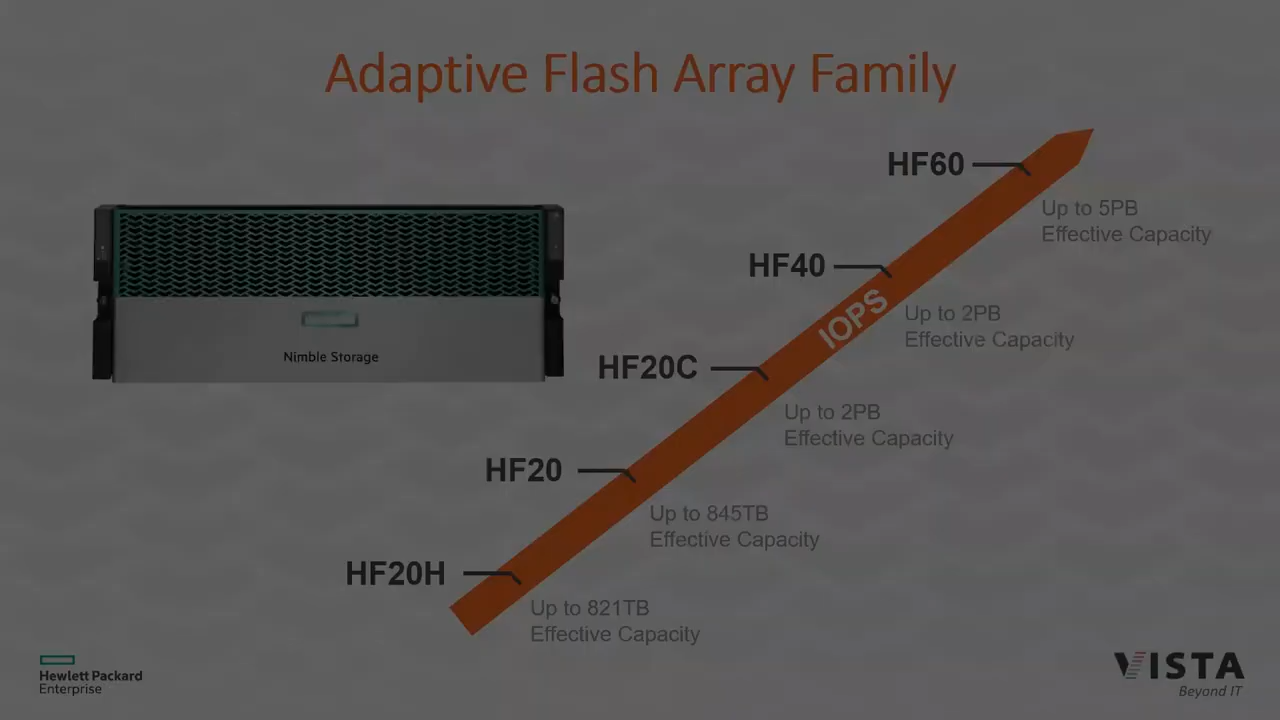 Adaptive Flash Array Family
HF60
Up to 5PB
Effective Capacity
HF40
Up to 2PB
Effective Capacity
IOPS
HF20C
Up to 2PB
Effective Capacity
Nimble Storage
HF20
Up to 845TB
Effective Capacity
HF20H
Up to 821TB
Effective Capacity
Hewlett Packard
Enterprise
VISTA
Beyond IT